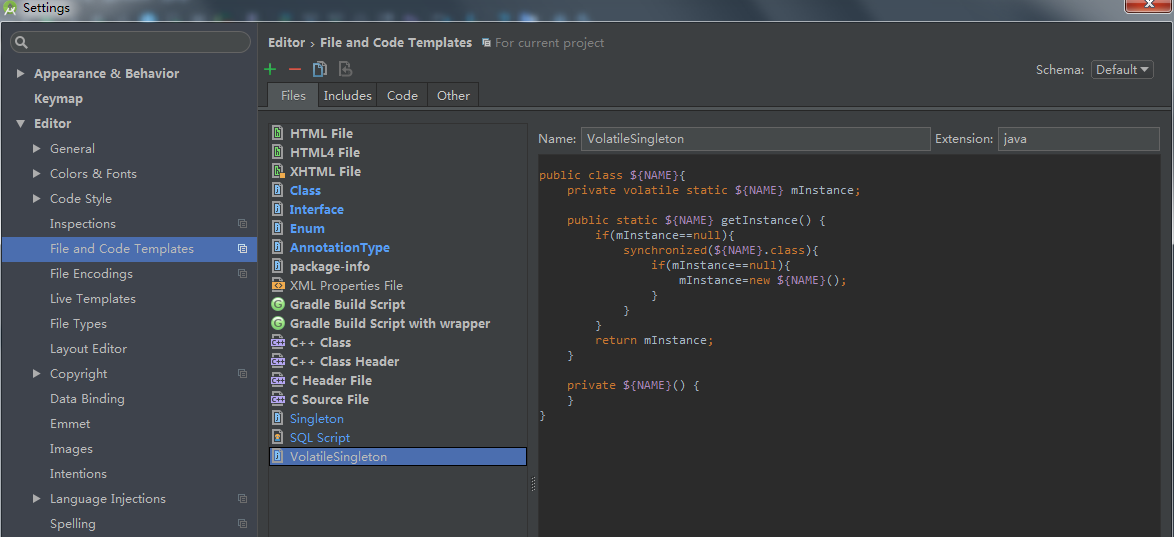 Settings
Editor › File and Code Templates For current project
Schema: Default
Appearance & Behavior
Keymap
Editor
General
Colors & Fonts
Code Style
Inspections
File and Code Templates
File Encodings
Live Templates
File Types
Layout Editor
Copyright
Data Binding
Emmet
Images
Intentions
Language Injections
Spelling
Files Includes Code Other
HTML File
HTML4 File
XHTML File
Class
Interface
Enum
AnnotationType
package-info
XML Properties File
Gradle Build Script
Gradle Build Script with wrapper
C++ Class
C++ Class Header
C Header File
C Source File
Singleton
SQL Script
VolatileSingleton
Name: VolatileSingleton Extension: java
public class ${NAME}{
    private volatile static ${NAME} mInstance;
    public static ${NAME} getInstance() {
        if(mInstance==null){
            synchronized(${NAME}.class){
                if(mInstance==null){
                    mInstance=new ${NAME}();
                }
            }
        }
        return mInstance;
    }
    private ${NAME}() {
    }
}